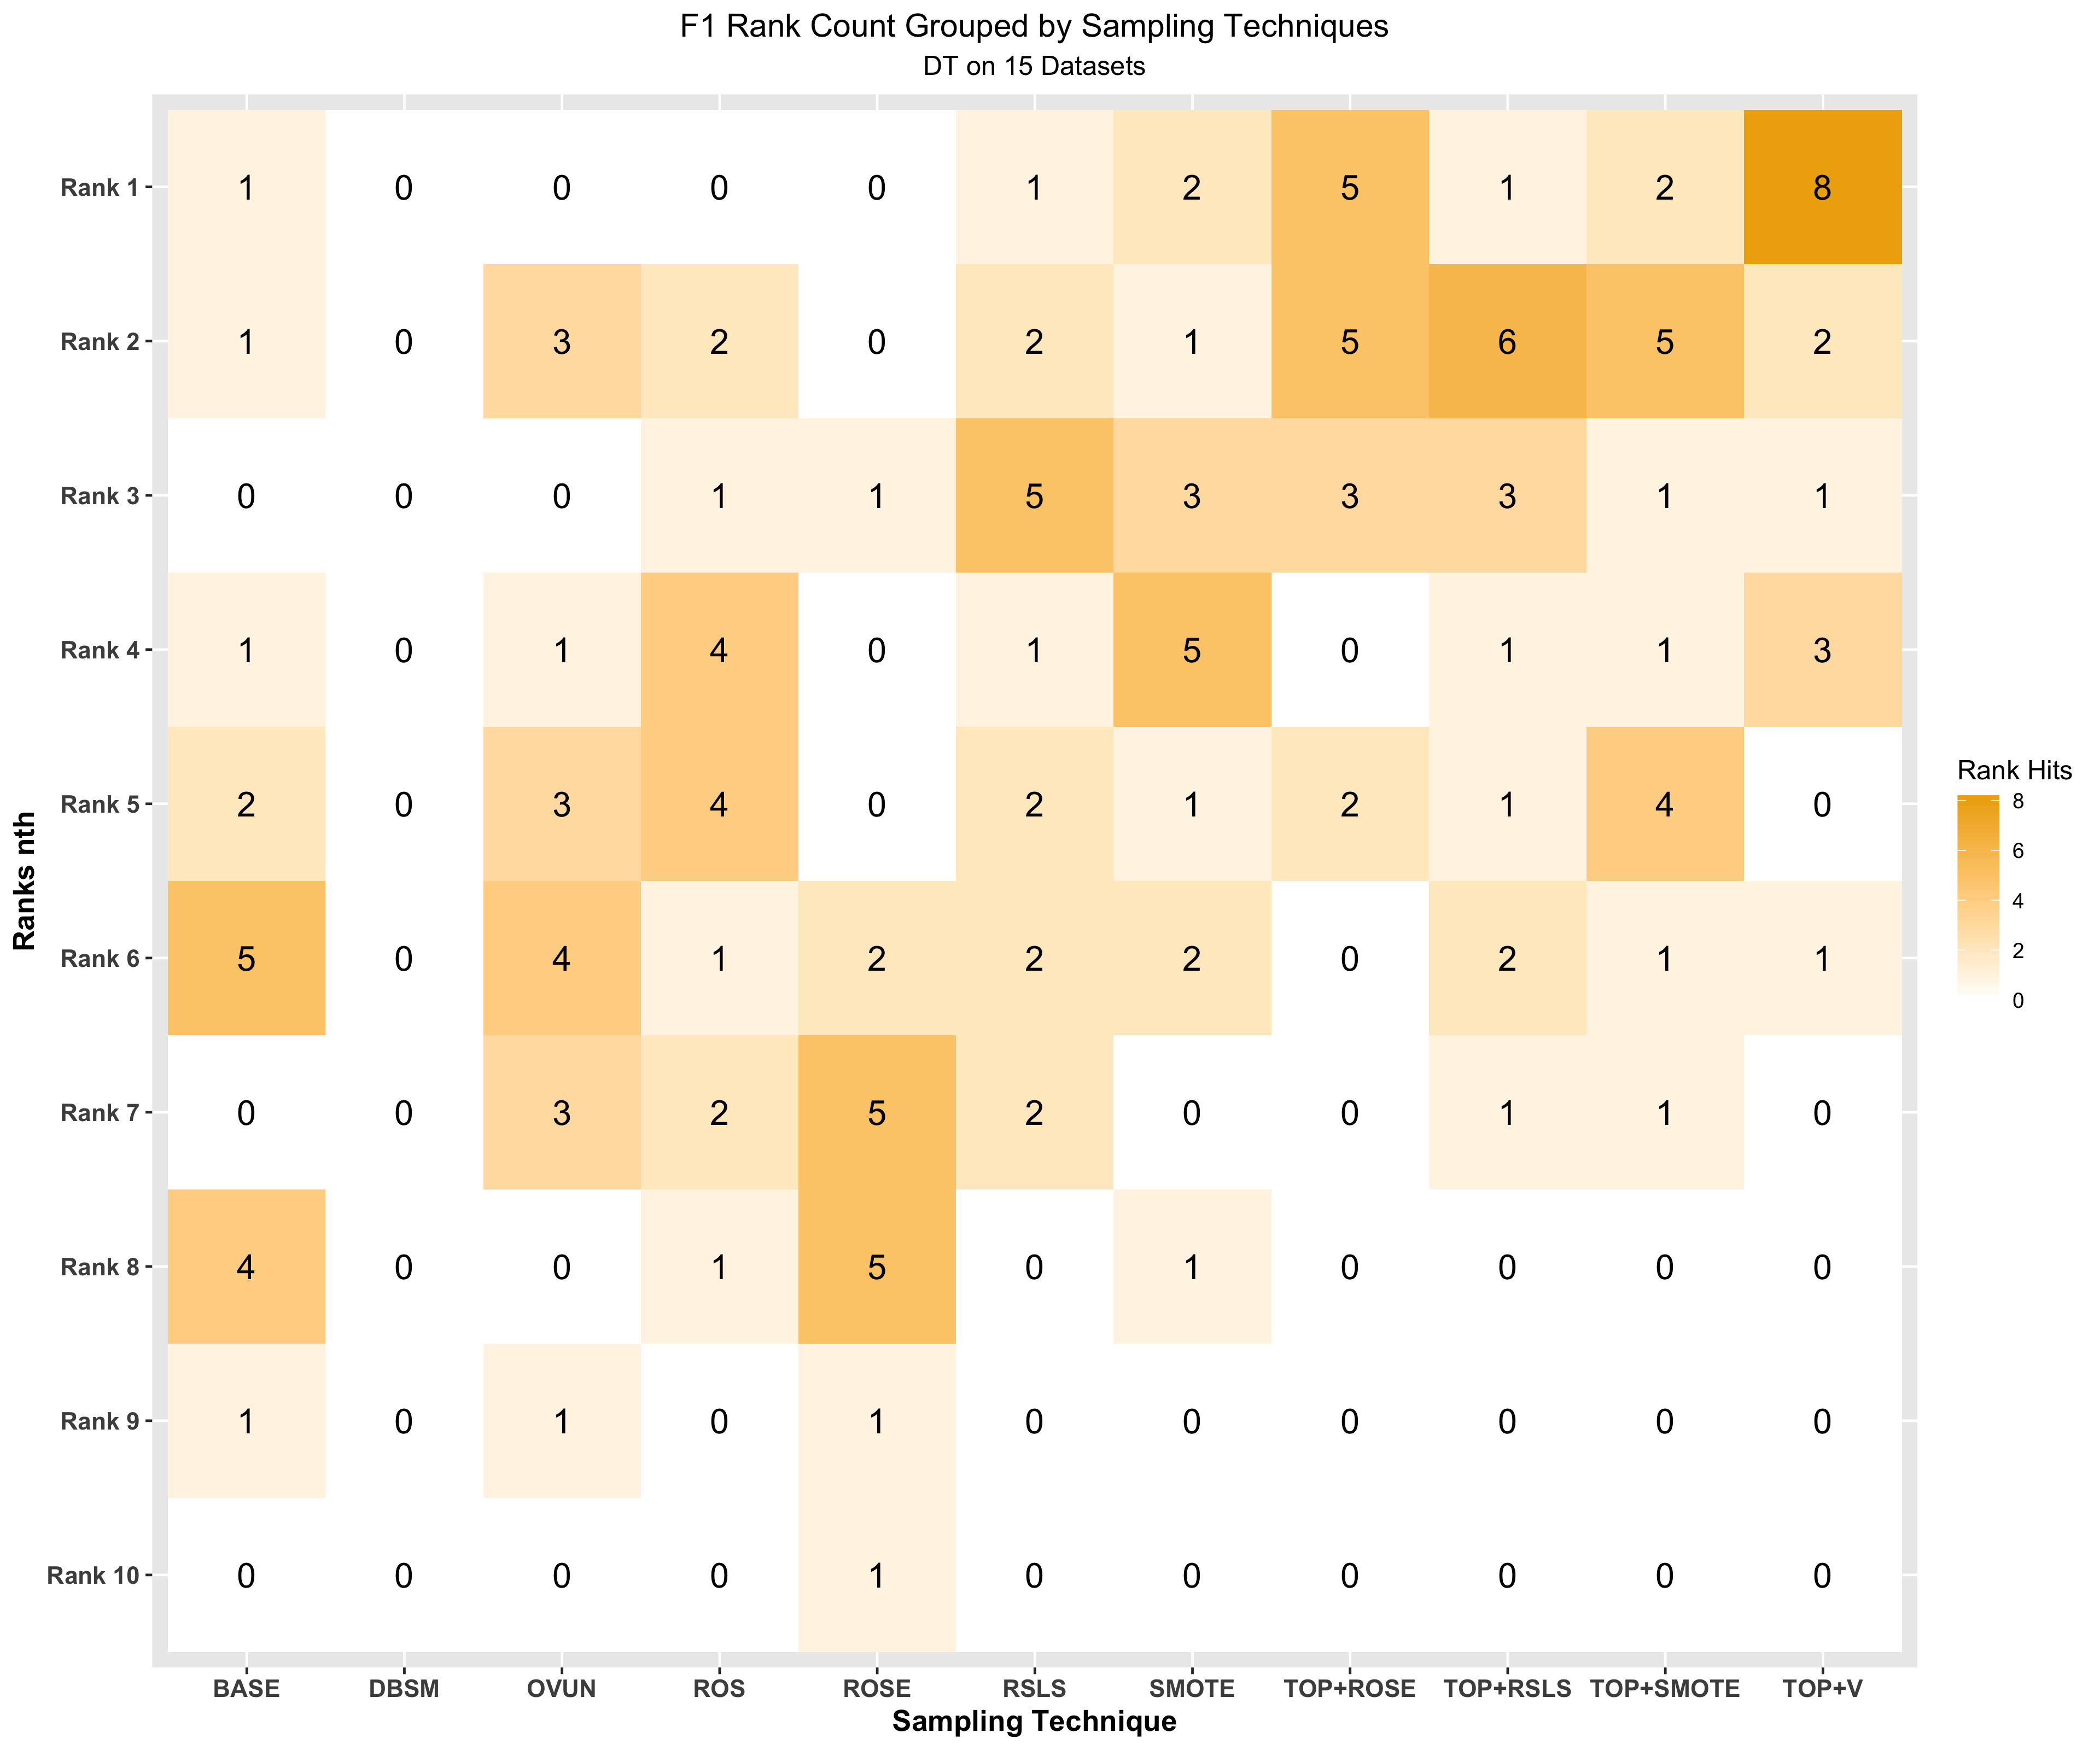 F1 Rank Count Grouped by Sampling Techniques
DT on 15 Datasets
Ranks nth
Rank 1 1 0 0 0 0 1 2 5 1 2 8
Rank 2 1 0 3 2 0 2 1 5 6 5 2
Rank 3 0 0 0 1 1 5 3 3 3 1 1
Rank 4 1 0 1 4 0 1 5 0 1 1 3
Rank 5 2 0 3 4 0 2 1 2 1 4 0
Rank 6 5 0 4 1 2 2 2 0 2 1 1
Rank 7 0 0 3 2 5 2 0 0 1 1 0
Rank 8 4 0 0 1 5 0 1 0 0 0 0
Rank 9 1 0 1 0 1 0 0 0 0 0 0
Rank 10 0 0 0 0 1 0 0 0 0 0 0
BASE DBSM OVUN ROS ROSE RSLS SMOTE TOP+ROSE TOP+RSLS TOP+SMOTE TOP+V
Sampling Technique
Rank Hits
8
6
4
2
0